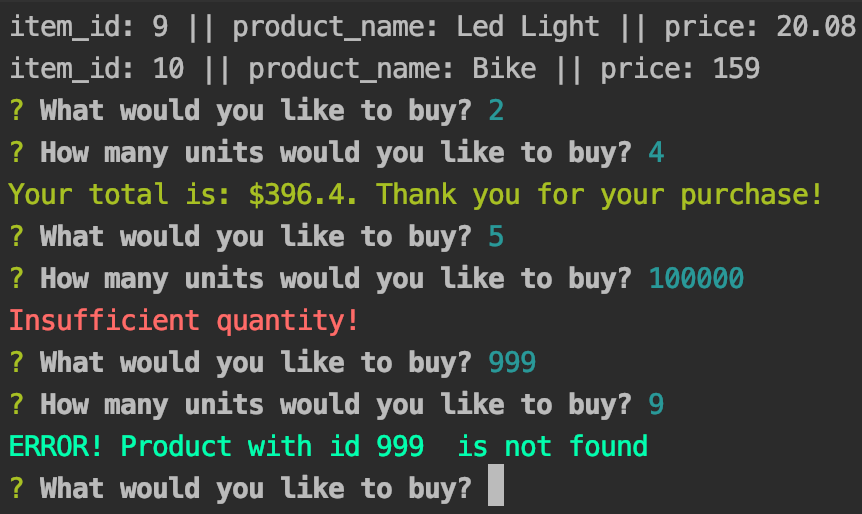 item_id: 9 || product_name: Led Light || price: 20.08
item_id: 10 || product_name: Bike || price: 159
? What would you like to buy? 2
? How many units would you like to buy? 4
Your total is: $396.4. Thank you for your purchase!
? What would you like to buy? 5
? How many units would you like to buy? 100000
Insufficient quantity!
? What would you like to buy? 999
? How many units would you like to buy? 9
ERROR! Product with id 999  is not found
? What would you like to buy?